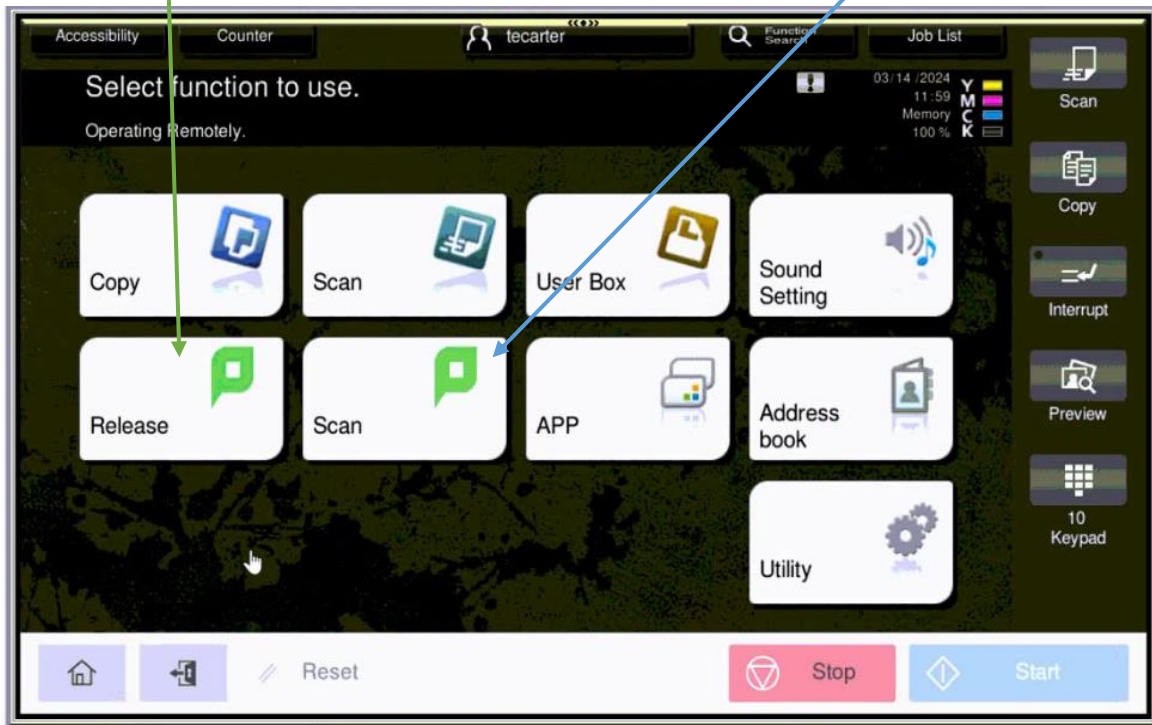 Accessibility
Counter
tecarter
Function
Search
Job List
Select function to use.
Operating Remotely.
03/14 /2024
11:59
Memory
100 %
Y
M
C
K
Scan
Copy
Interrupt
Preview
10
Keypad
Copy
Scan
User Box
Sound
Setting
Release
Scan
APP
Address
book
Utility
Reset
Stop
Start